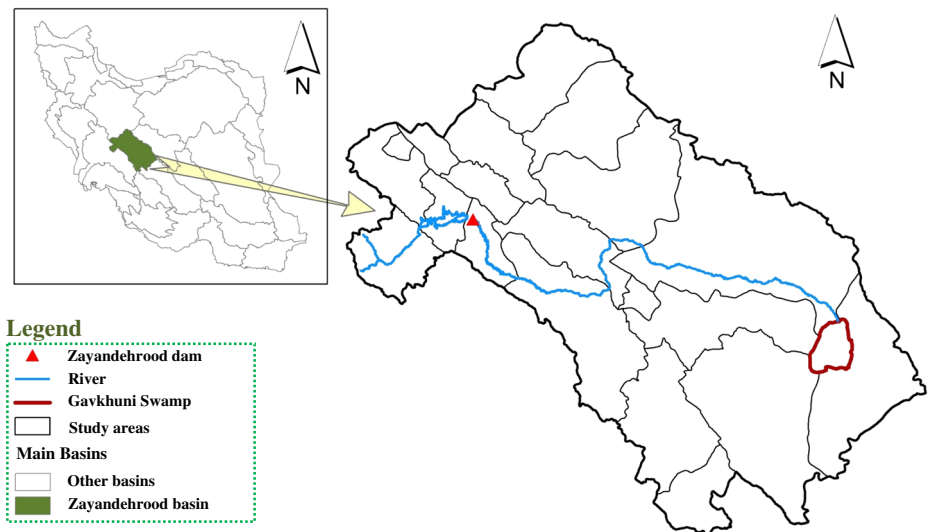 N
N
Legend
Zayandehrood dam
River
Gavkhuni Swamp
Study areas
Main Basins
Other basins
Zayandehrood basin